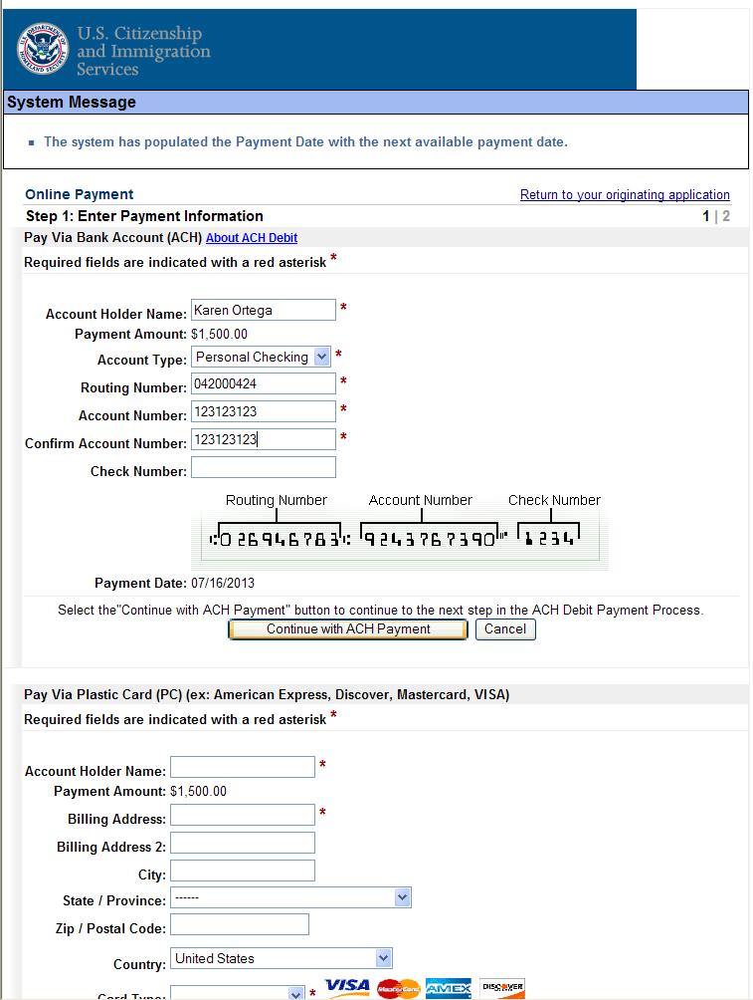 U.S. Citizenship
and Immigration
Services
U.S. DEPARTMENT OF
HOMELAND SECURITY
System Message
The system has populated the Payment Date with the next available payment date.
Online Payment
Return to your originating application
Step 1: Enter Payment Information
1 | 2
Pay Via Bank Account (ACH) About ACH Debit
Required fields are indicated with a red asterisk *
Account Holder Name: Karen Ortega *
Payment Amount: $1,500.00
Account Type: Personal Checking *
Routing Number: 042000424 *
Account Number: 123123123 *
Confirm Account Number: 123123123 *
Check Number:
Routing Number Account Number Check Number
⑆026946783⑆ 9243767390⑈ 1234
Payment Date: 07/16/2013
Select the"Continue with ACH Payment" button to continue to the next step in the ACH Debit Payment Process.
Continue with ACH Payment Cancel
Pay Via Plastic Card (PC) (ex: American Express, Discover, Mastercard, VISA)
Required fields are indicated with a red asterisk *
Account Holder Name: *
Payment Amount: $1,500.00
Billing Address: *
Billing Address 2:
City:
State / Province: ------
Zip / Postal Code:
Country: United States
Card Type: * VISA MasterCard AMEX DISCOVER